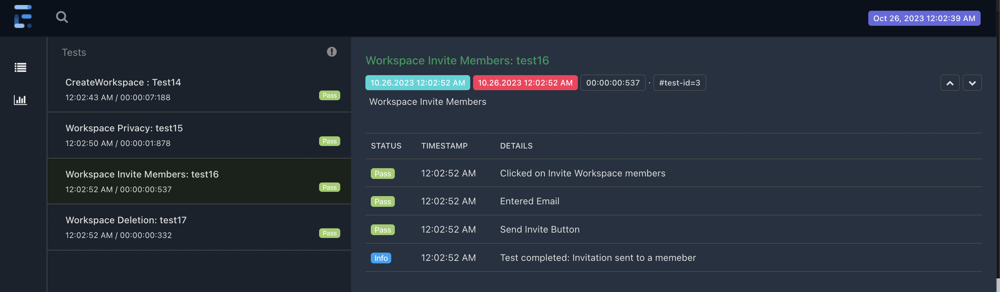 Oct 26, 2023 12:02:39 AM
Tests
CreateWorkspace : Test14
12:02:43 AM / 00:00:07:188
Pass
Workspace Privacy: test15
12:02:50 AM / 00:00:01:878
Pass
Workspace Invite Members: test16
12:02:52 AM / 00:00:00:537
Pass
Workspace Deletion: test17
12:02:52 AM / 00:00:00:332
Pass
Workspace Invite Members: test16
10.26.2023 12:02:52 AM 10.26.2023 12:02:52 AM 00:00:00:537 · #test-id=3
Workspace Invite Members
STATUS TIMESTAMP DETAILS
Pass 12:02:52 AM Clicked on Invite Workspace members
Pass 12:02:52 AM Entered Email
Pass 12:02:52 AM Send Invite Button
Info 12:02:52 AM Test completed: Invitation sent to a memeber